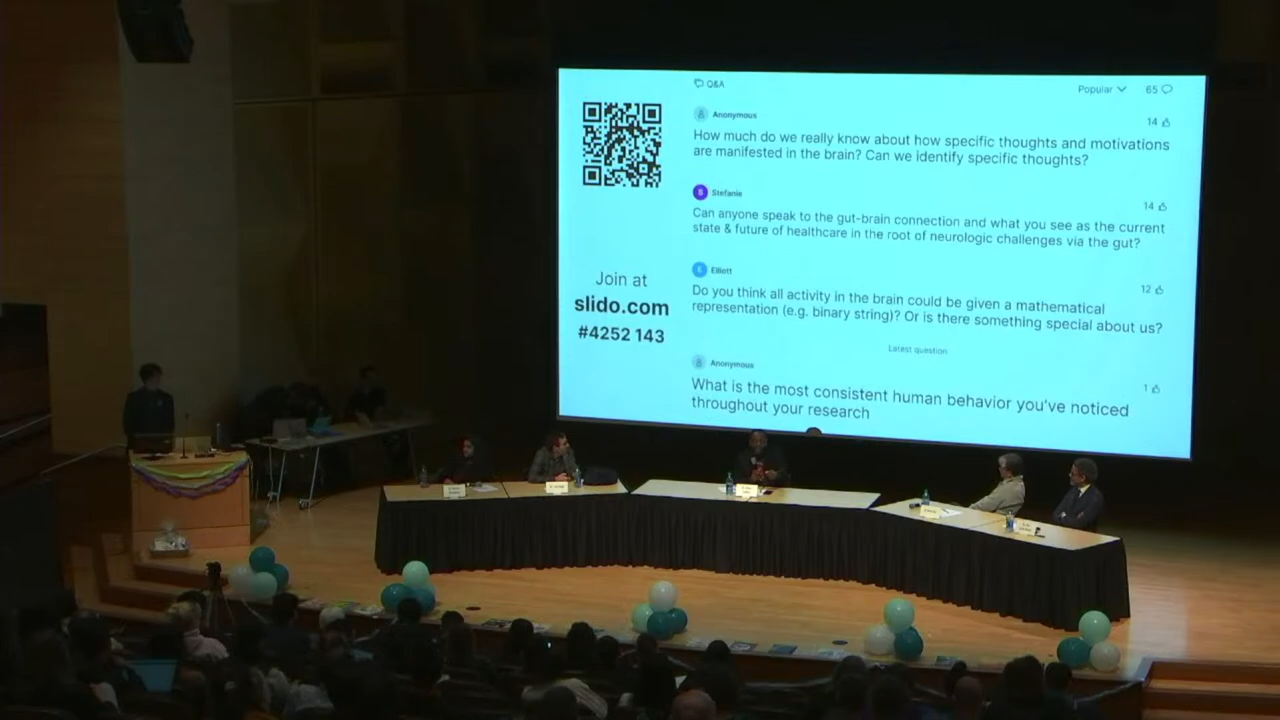 Q&A
Popular
65
Anonymous
14
How much do we really know about how specific thoughts and motivations
are manifested in the brain? Can we identify specific thoughts?
S Stefanie
14
Can anyone speak to the gut-brain connection and what you see as the current
state & future of healthcare in the root of neurologic challenges via the gut?
E Elliott
12
Do you think all activity in the brain could be given a mathematical
representation (e.g. binary string)? Or is there something special about us?
Latest question
Anonymous
1
What is the most consistent human behavior you've noticed
throughout your research
Join at
slido.com
#4252 143